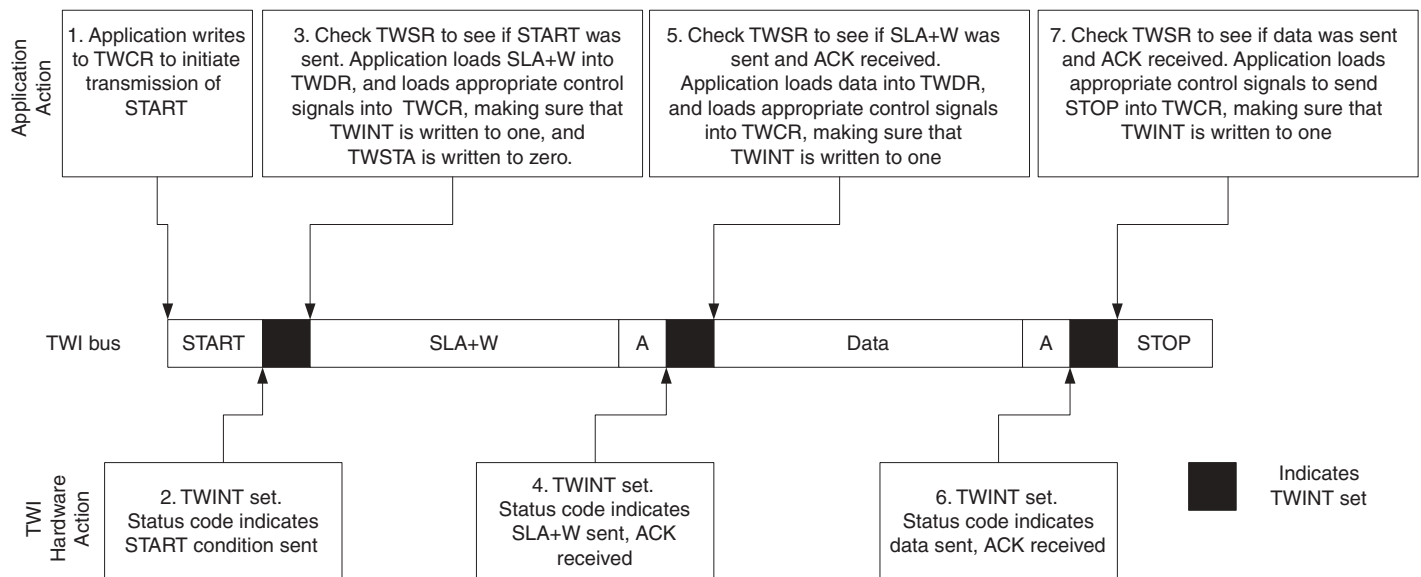 Application
Action
1. Application writes
to TWCR to initiate
transmission of
START
3. Check TWSR to see if START was
sent. Application loads SLA+W into
TWDR, and loads appropriate control
signals into TWCR, making sure that
TWINT is written to one, and
TWSTA is written to zero.
5. Check TWSR to see if SLA+W was
sent and ACK received.
Application loads data into TWDR,
and loads appropriate control signals
into TWCR, making sure that
TWINT is written to one
7. Check TWSR to see if data was sent
and ACK received. Application loads
appropriate control signals to send
STOP into TWCR, making sure that
TWINT is written to one
TWI bus
START
SLA+W
A
Data
A
STOP
TWI
Hardware
Action
2. TWINT set.
Status code indicates
START condition sent
4. TWINT set.
Status code indicates
SLA+W sent, ACK
received
6. TWINT set.
Status code indicates
data sent, ACK received
Indicates
TWINT set